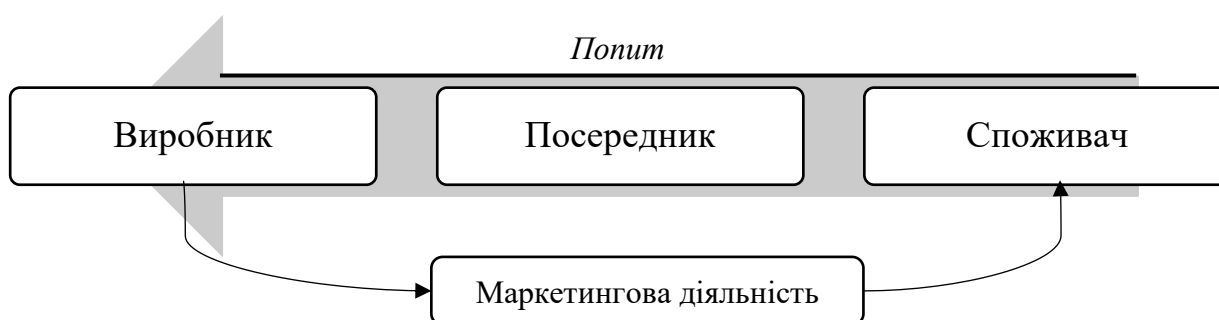 Попит
Виробник
Посередник
Споживач
Маркетингова діяльність